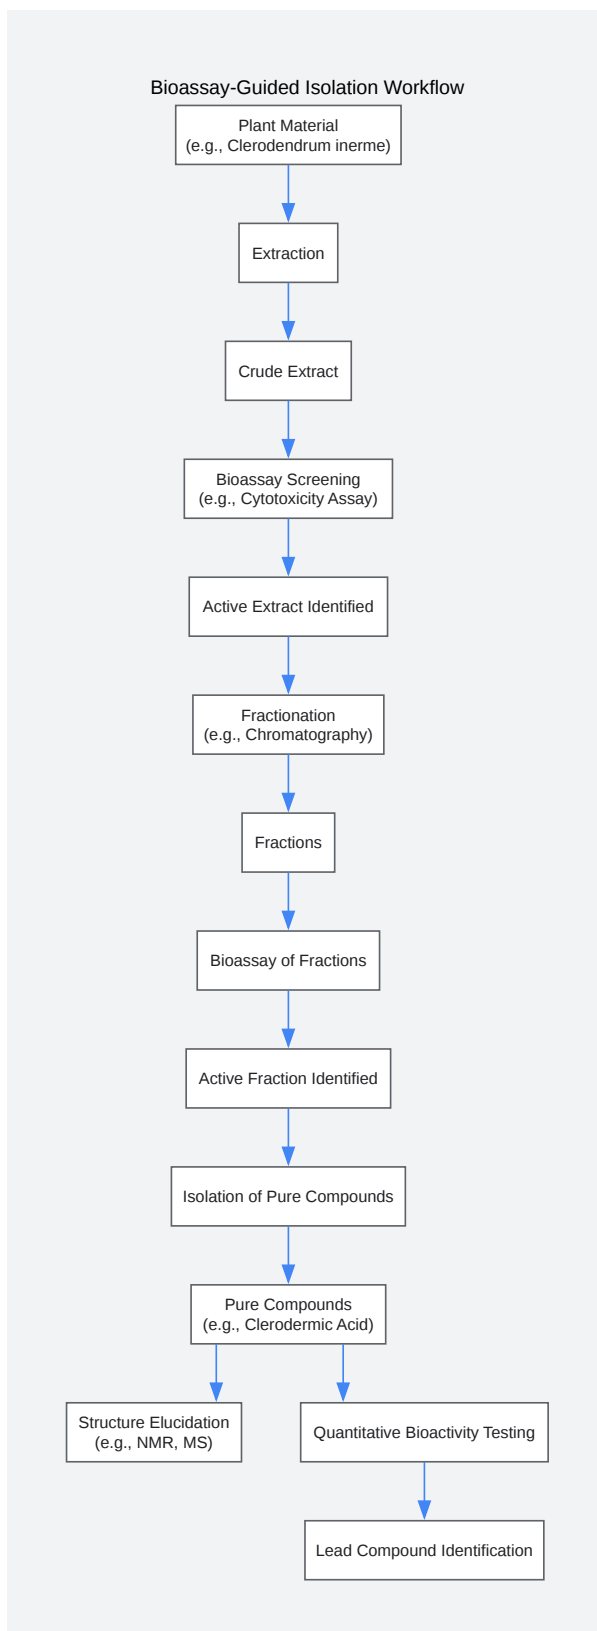 Bioassay-Guided Isolation Workflow
Plant Material
(e.g., Clerodendrum inerme)
Extraction
Crude Extract
Bioassay Screening
(e.g., Cytotoxicity Assay)
Active Extract Identified
Fractionation
(e.g., Chromatography)
Fractions
Bioassay of Fractions
Active Fraction Identified
Isolation of Pure Compounds
Pure Compounds
(e.g., Clerodermic Acid)
Structure Elucidation
(e.g., NMR, MS)
Quantitative Bioactivity Testing
Lead Compound Identification